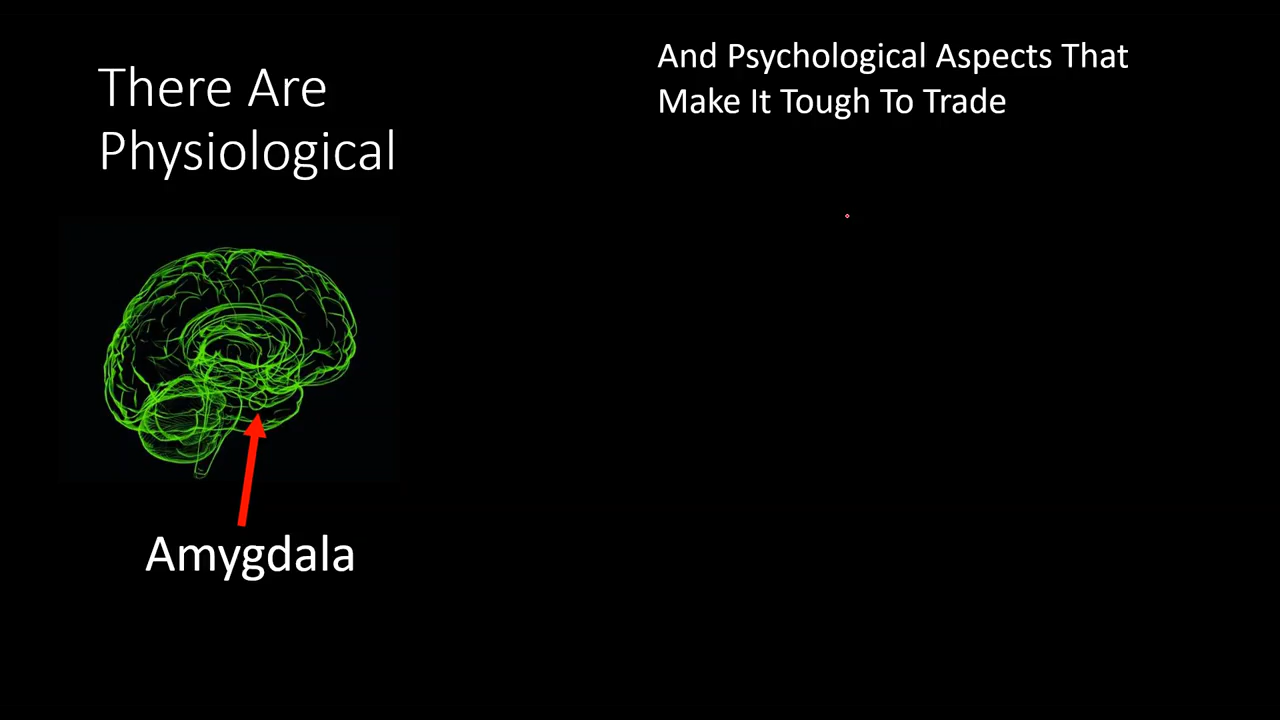 There Are
Physiological
And Psychological Aspects That
Make It Tough To Trade
Amygdala